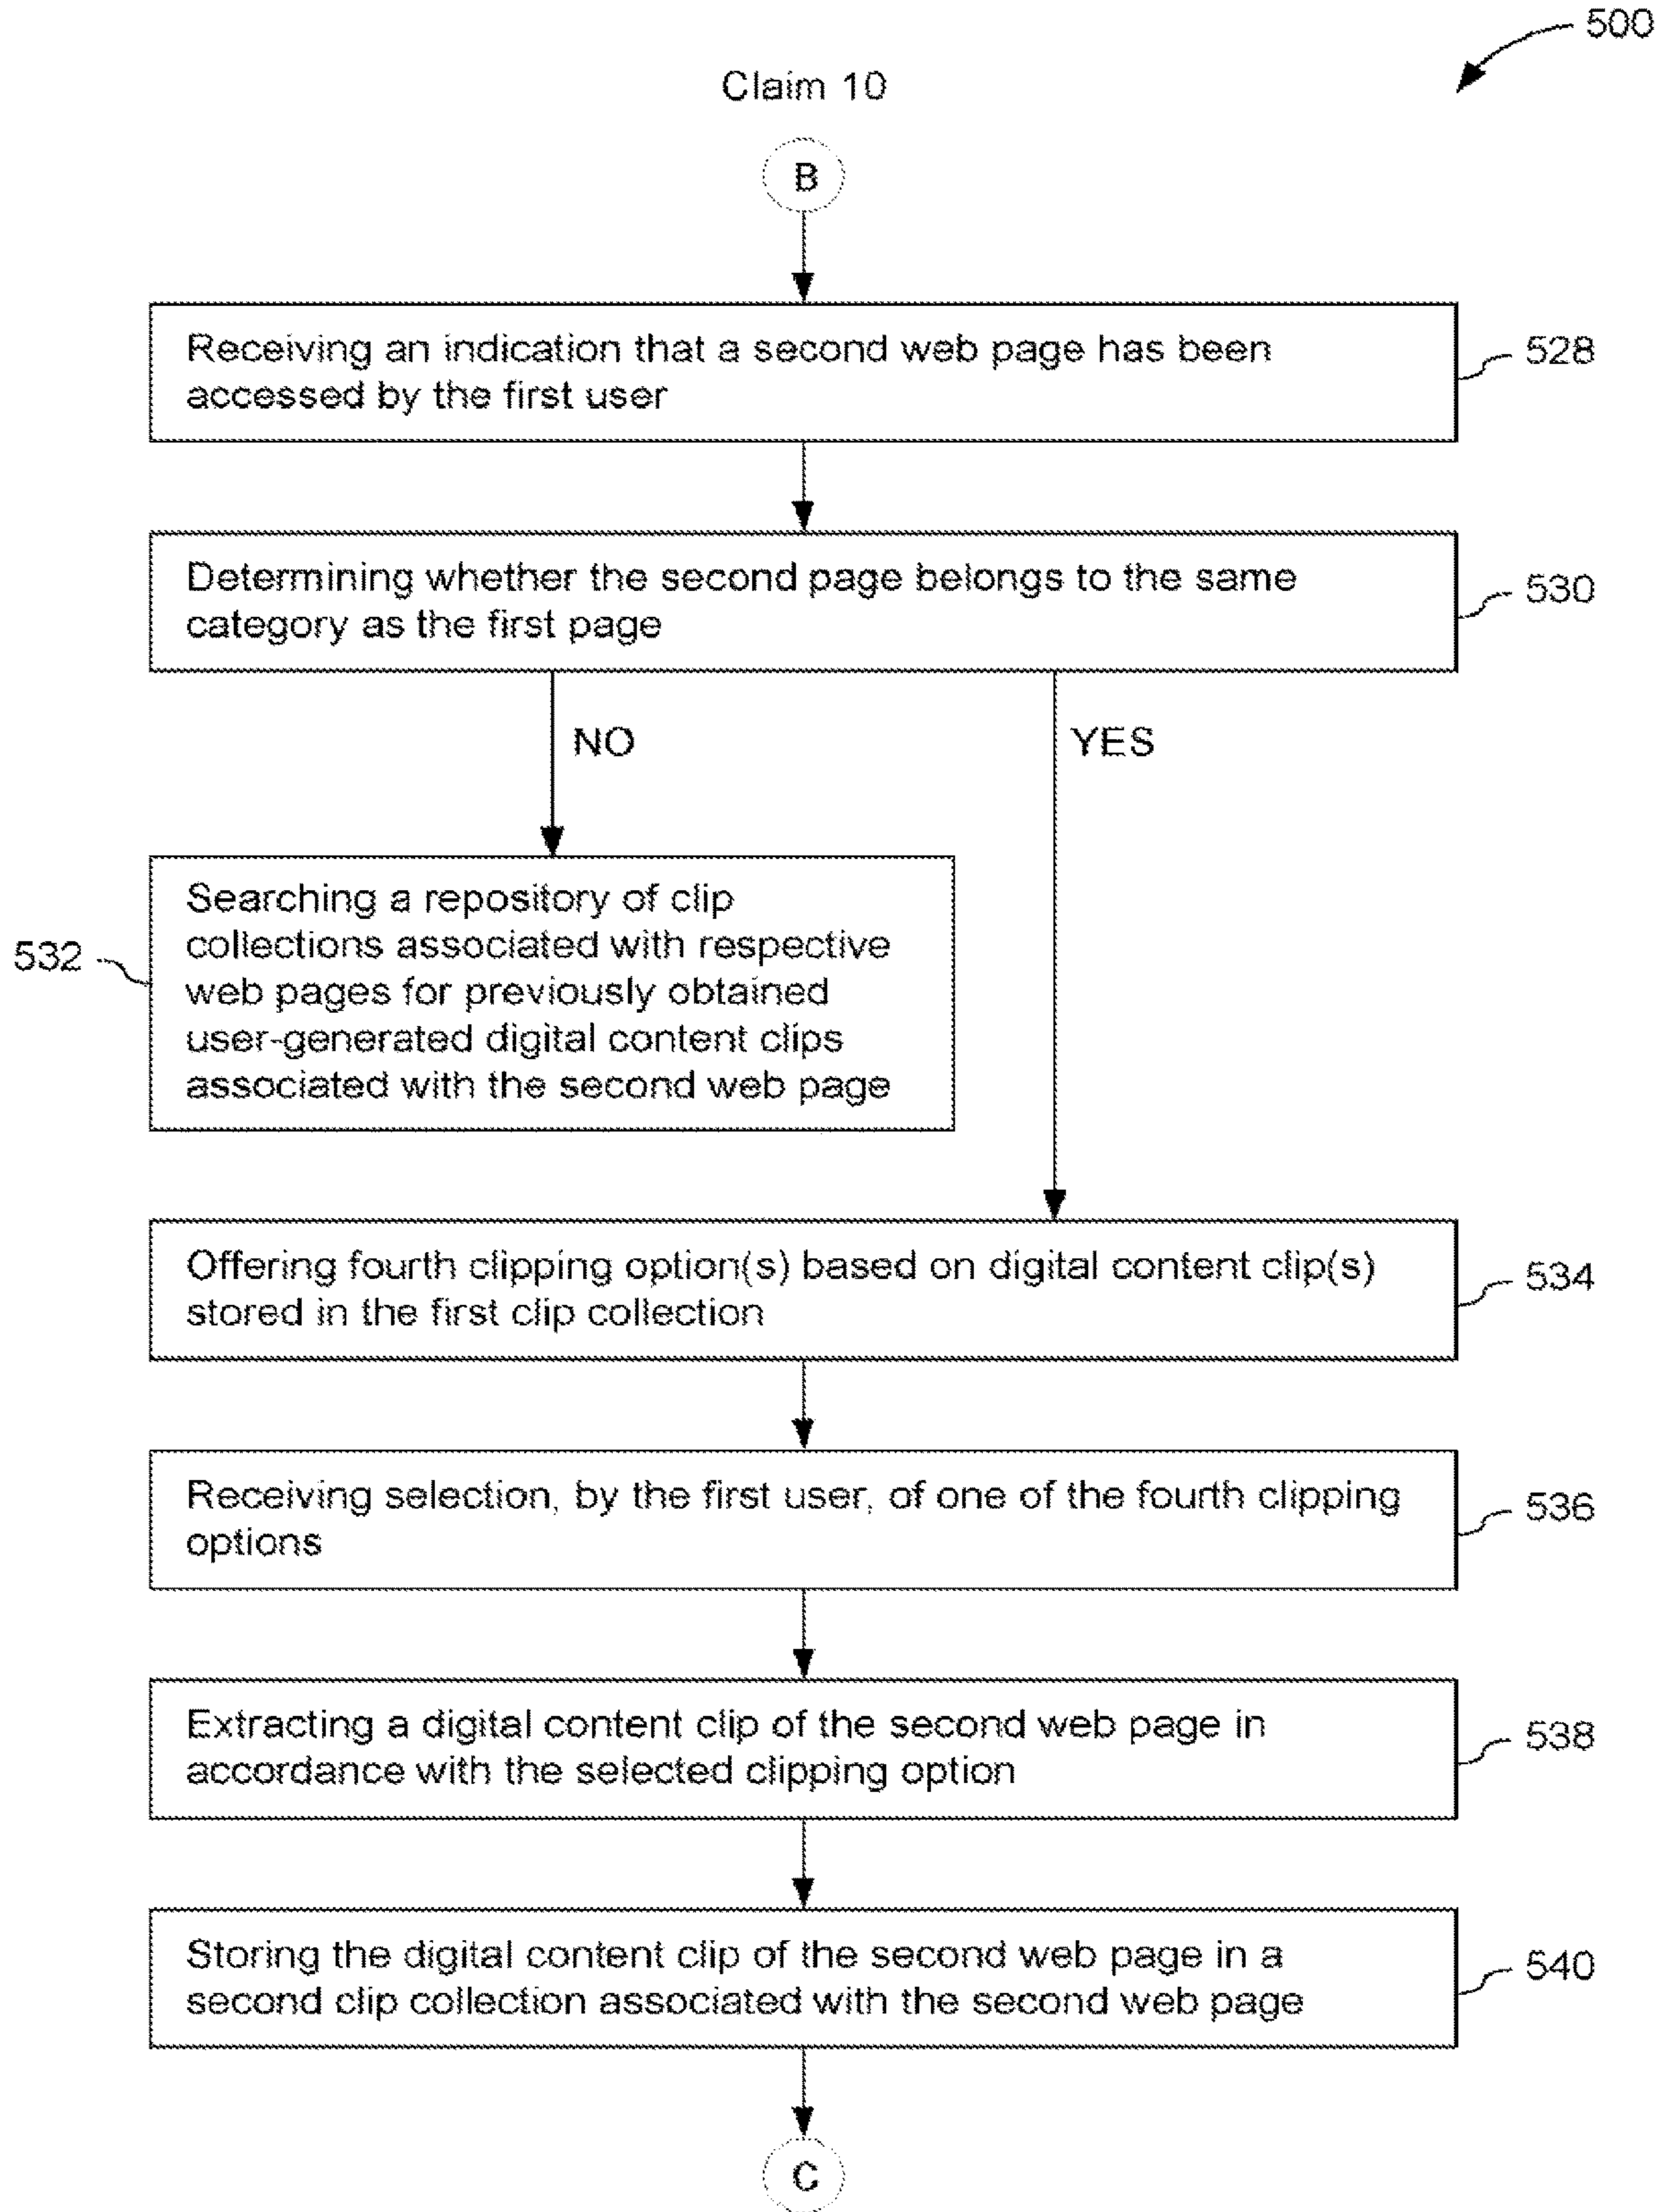 500
Claim 10
B
Receiving an indication that a second web page has been
accessed by the first user
528
Determining whether the second page belongs to the same
category as the first page
530
NO
YES
Searching a repository of clip
collections associated with respective
web pages for previously obtained
user-generated digital content clips
associated with the second web page
532
Offering fourth clipping option(s) based on digital content clip(s)
stored in the first clip collection
534
Receiving selection, by the first user, of one of the fourth clipping
options
536
Extracting a digital content clip of the second web page in
accordance with the selected clipping option
538
Storing the digital content clip of the second web page in a
second clip collection associated with the second web page
540
C